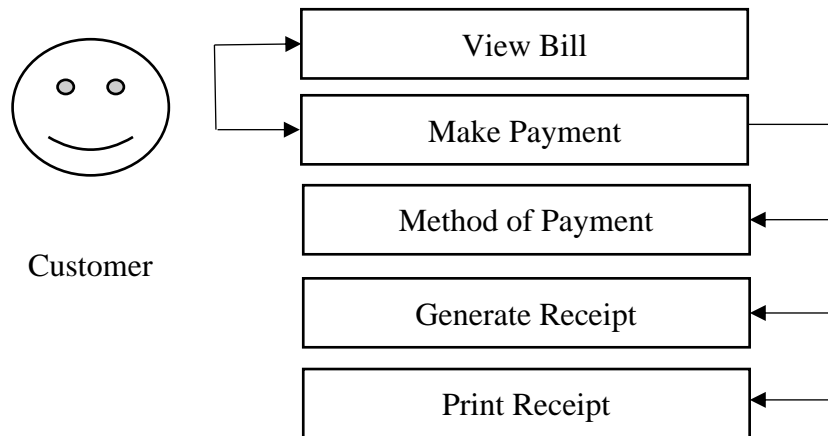 View Bill
Make Payment
Method of Payment
Customer
Generate Receipt
Print Receipt